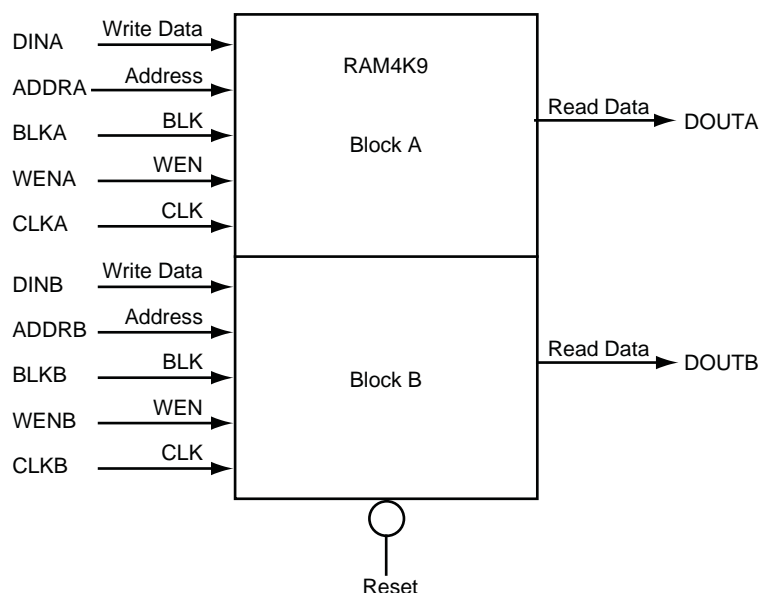 DINA Write Data
RAM4K9
ADDRA Address
Read Data DOUTA
BLKA BLK
Block A
WENA WEN
CLKA CLK
DINB Write Data
ADDRB Address
Read Data DOUTB
BLKB BLK
Block B
WENB WEN
CLKB CLK
Reset